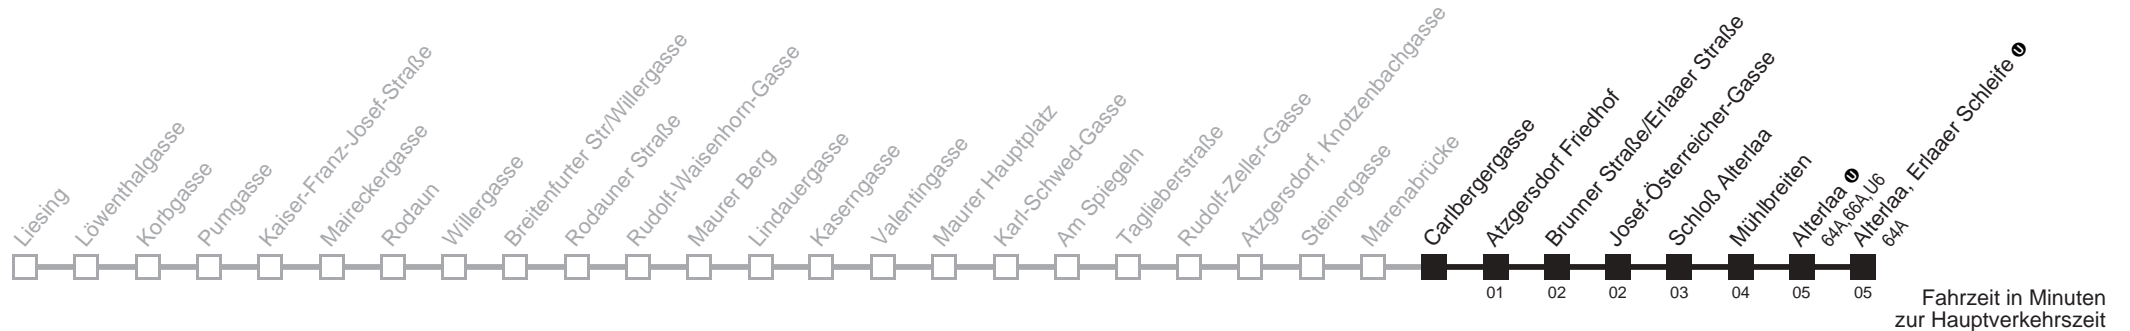 Liesing
Löwenthalgasse
Korbgasse
Pumgasse
Kaiser-Franz-Josef-Straße
Maireckergasse
Rodaun
Willergasse
Breitenfurter Str/Willergasse
Rodauner Straße
Rudolf-Waisenhorn-Gasse
Maurer Berg
Lindauergasse
Kaserngasse
Valentingasse
Maurer Hauptplatz
Karl-Schwed-Gasse
Am Spiegeln
Taglieberstraße
Rudolf-Zeller-Gasse
Atzgersdorf, Knotzenbachgasse
Steinergasse
Marenabrücke
Carlbergergasse
Atzgersdorf Friedhof
Brunner Straße/Erlaaer Straße
Josef-Österreicher-Gasse
Schloß Alterlaa
Mühlbreiten
Alterlaa U
64A,66A,U6
Alterlaa, Erlaaer Schleife U
64A
01 02 02 03 04 05 05
Fahrzeit in Minuten
zur Hauptverkehrszeit